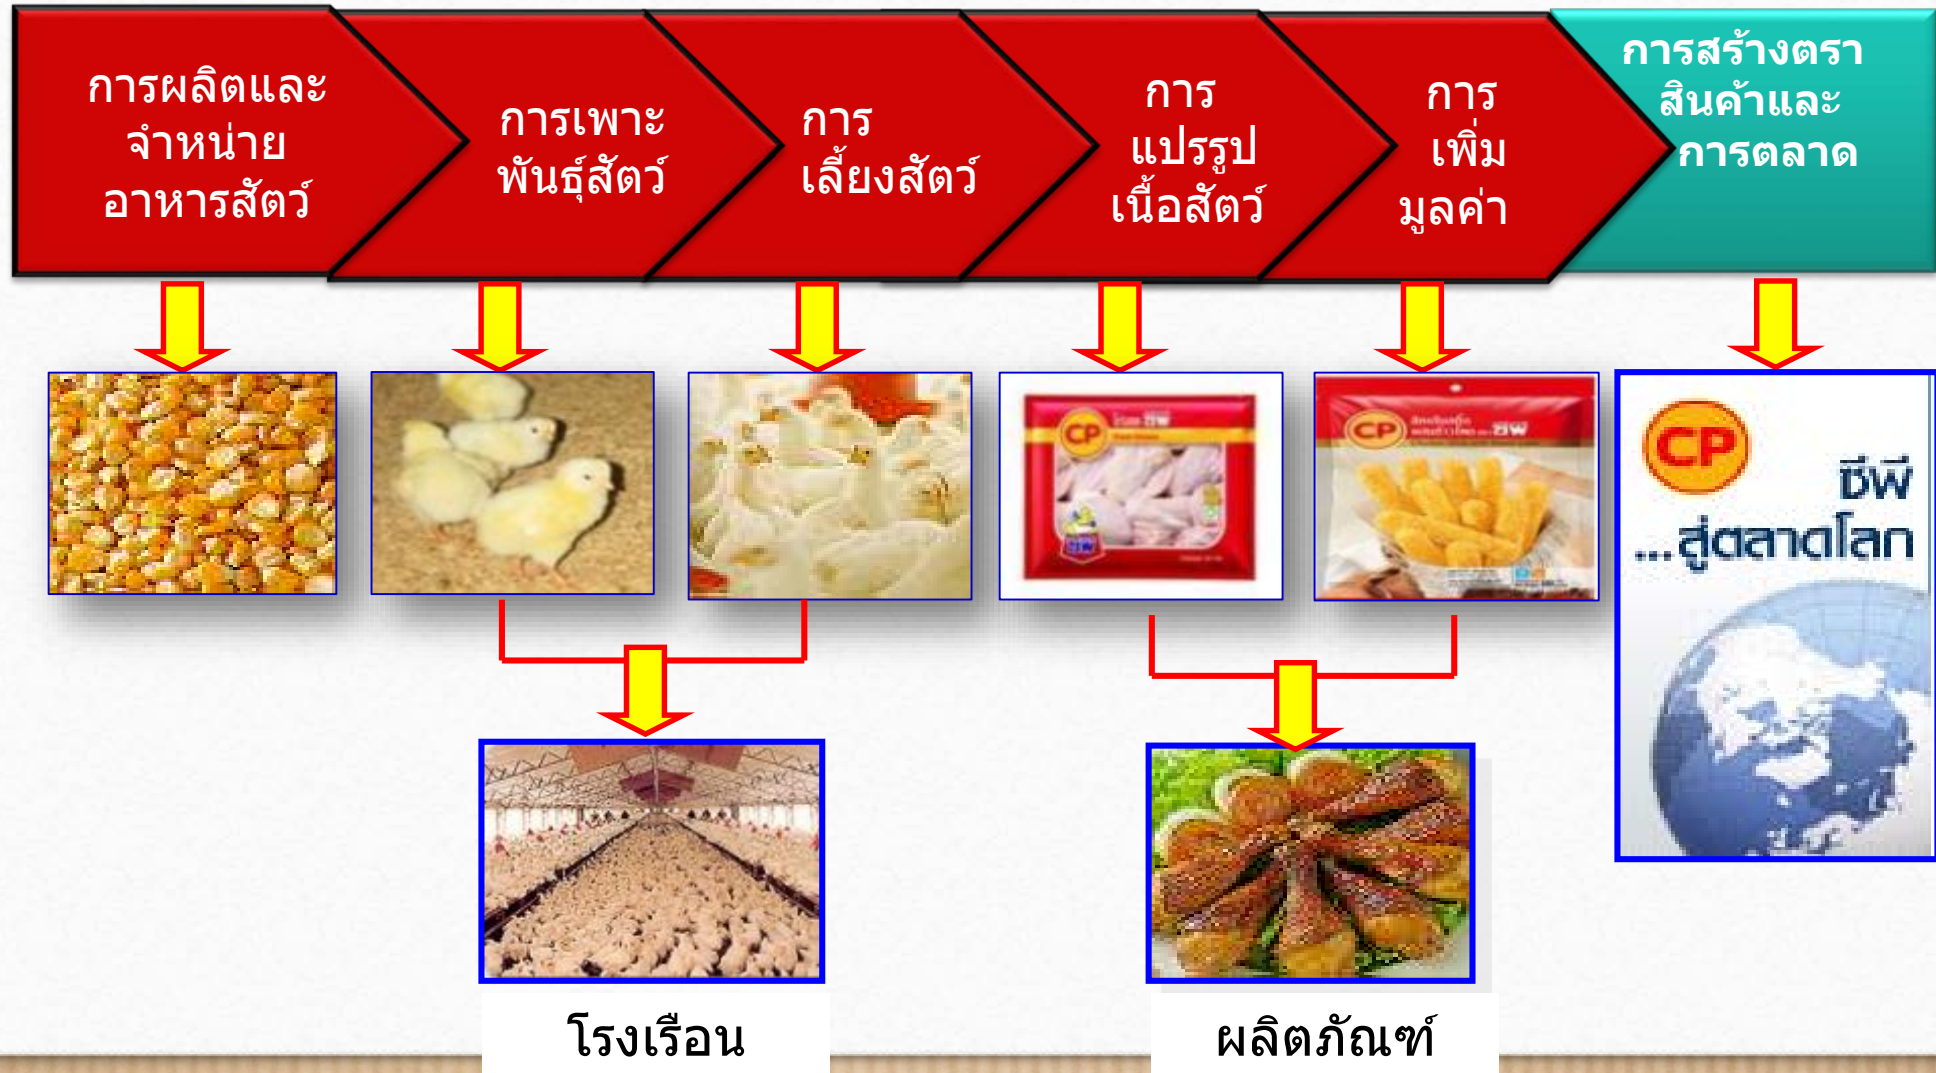 การผลิตและ
จำหน่าย
อาหารสัตว์
การเพาะ
พันธุ์สัตว์
การ
เลี้ยงสัตว์
การ
แปรรูป
เนื้อสัตว์
การ
เพิ่ม
มูลค่า
การสร้างตรา
สินค้าและ
การตลาด
CP
CP
CP
ซีพี
...สู่ตลาดโลก
โรงเรือน
ผลิตภัณฑ์